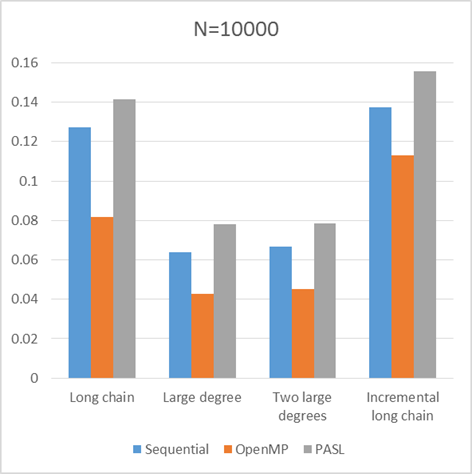 N=10000
0.16
0.14
0.12
0.1
0.08
0.06
0.04
0.02
0
Long chain
Large degree
Two large
degrees
Incremental
long chain
Sequential
OpenMP
PASL